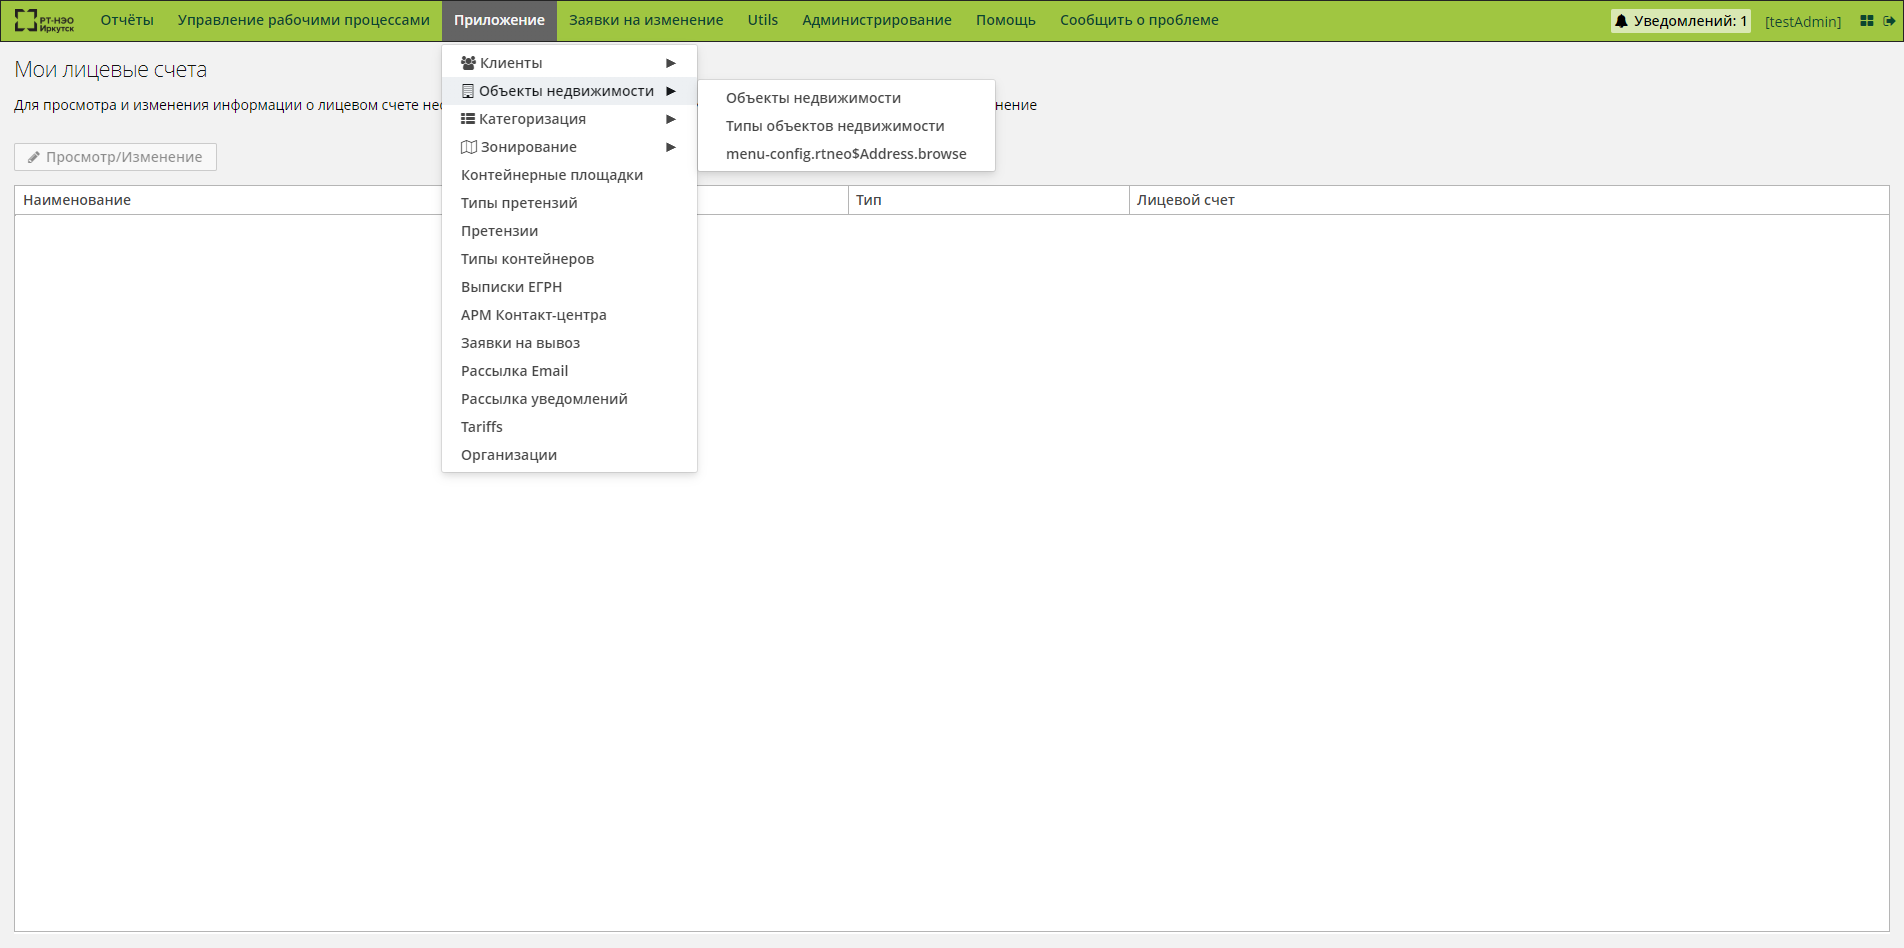 РТ-НЭО Иркутск
Отчёты Управление рабочими процессами Приложение Заявки на изменение Utils Администрирование Помощь Сообщить о проблеме Уведомлений: 1 [testAdmin]
Мои лицевые счета
Для просмотра и изменения информации о лицевом счете нео
нение
Просмотр/Изменение
Наименование Тип Лицевой счет
Клиенты
Объекты недвижимости
Категоризация
Зонирование
Контейнерные площадки
Типы претензий
Претензии
Типы контейнеров
Выписки ЕГРН
АРМ Контакт-центра
Заявки на вывоз
Рассылка Email
Рассылка уведомлений
Tariffs
Организации
Объекты недвижимости
Типы объектов недвижимости
menu-config.rtneo$Address.browse